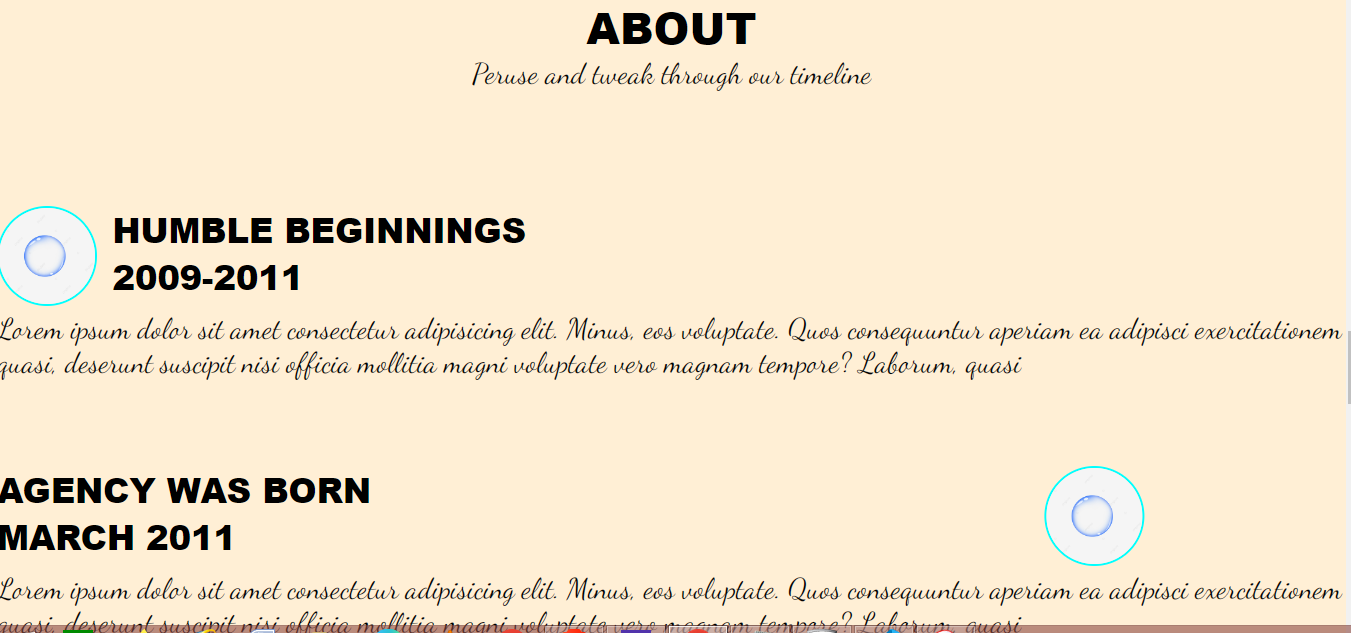 ABOUT
Peruse and tweak through our timeline
HUMBLE BEGINNINGS
2009-2011
Lorem ipsum dolor sit amet consectetur adipisicing elit. Minus, eos voluptate. Quos consequuntur aperiam ea adipisci exercitationem
quasi, deserunt suscipit nisi officia mollitia magni voluptate vero magnam tempore? Laborum, quasi
AGENCY WAS BORN
MARCH 2011
Lorem ipsum dolor sit amet consectetur adipisicing elit. Minus, eos voluptate. Quos consequuntur aperiam ea adipisci exercitationem
quasi, deserunt suscipit nisi officia mollitia magni voluptate vero magnam tempore? Laborum, quasi